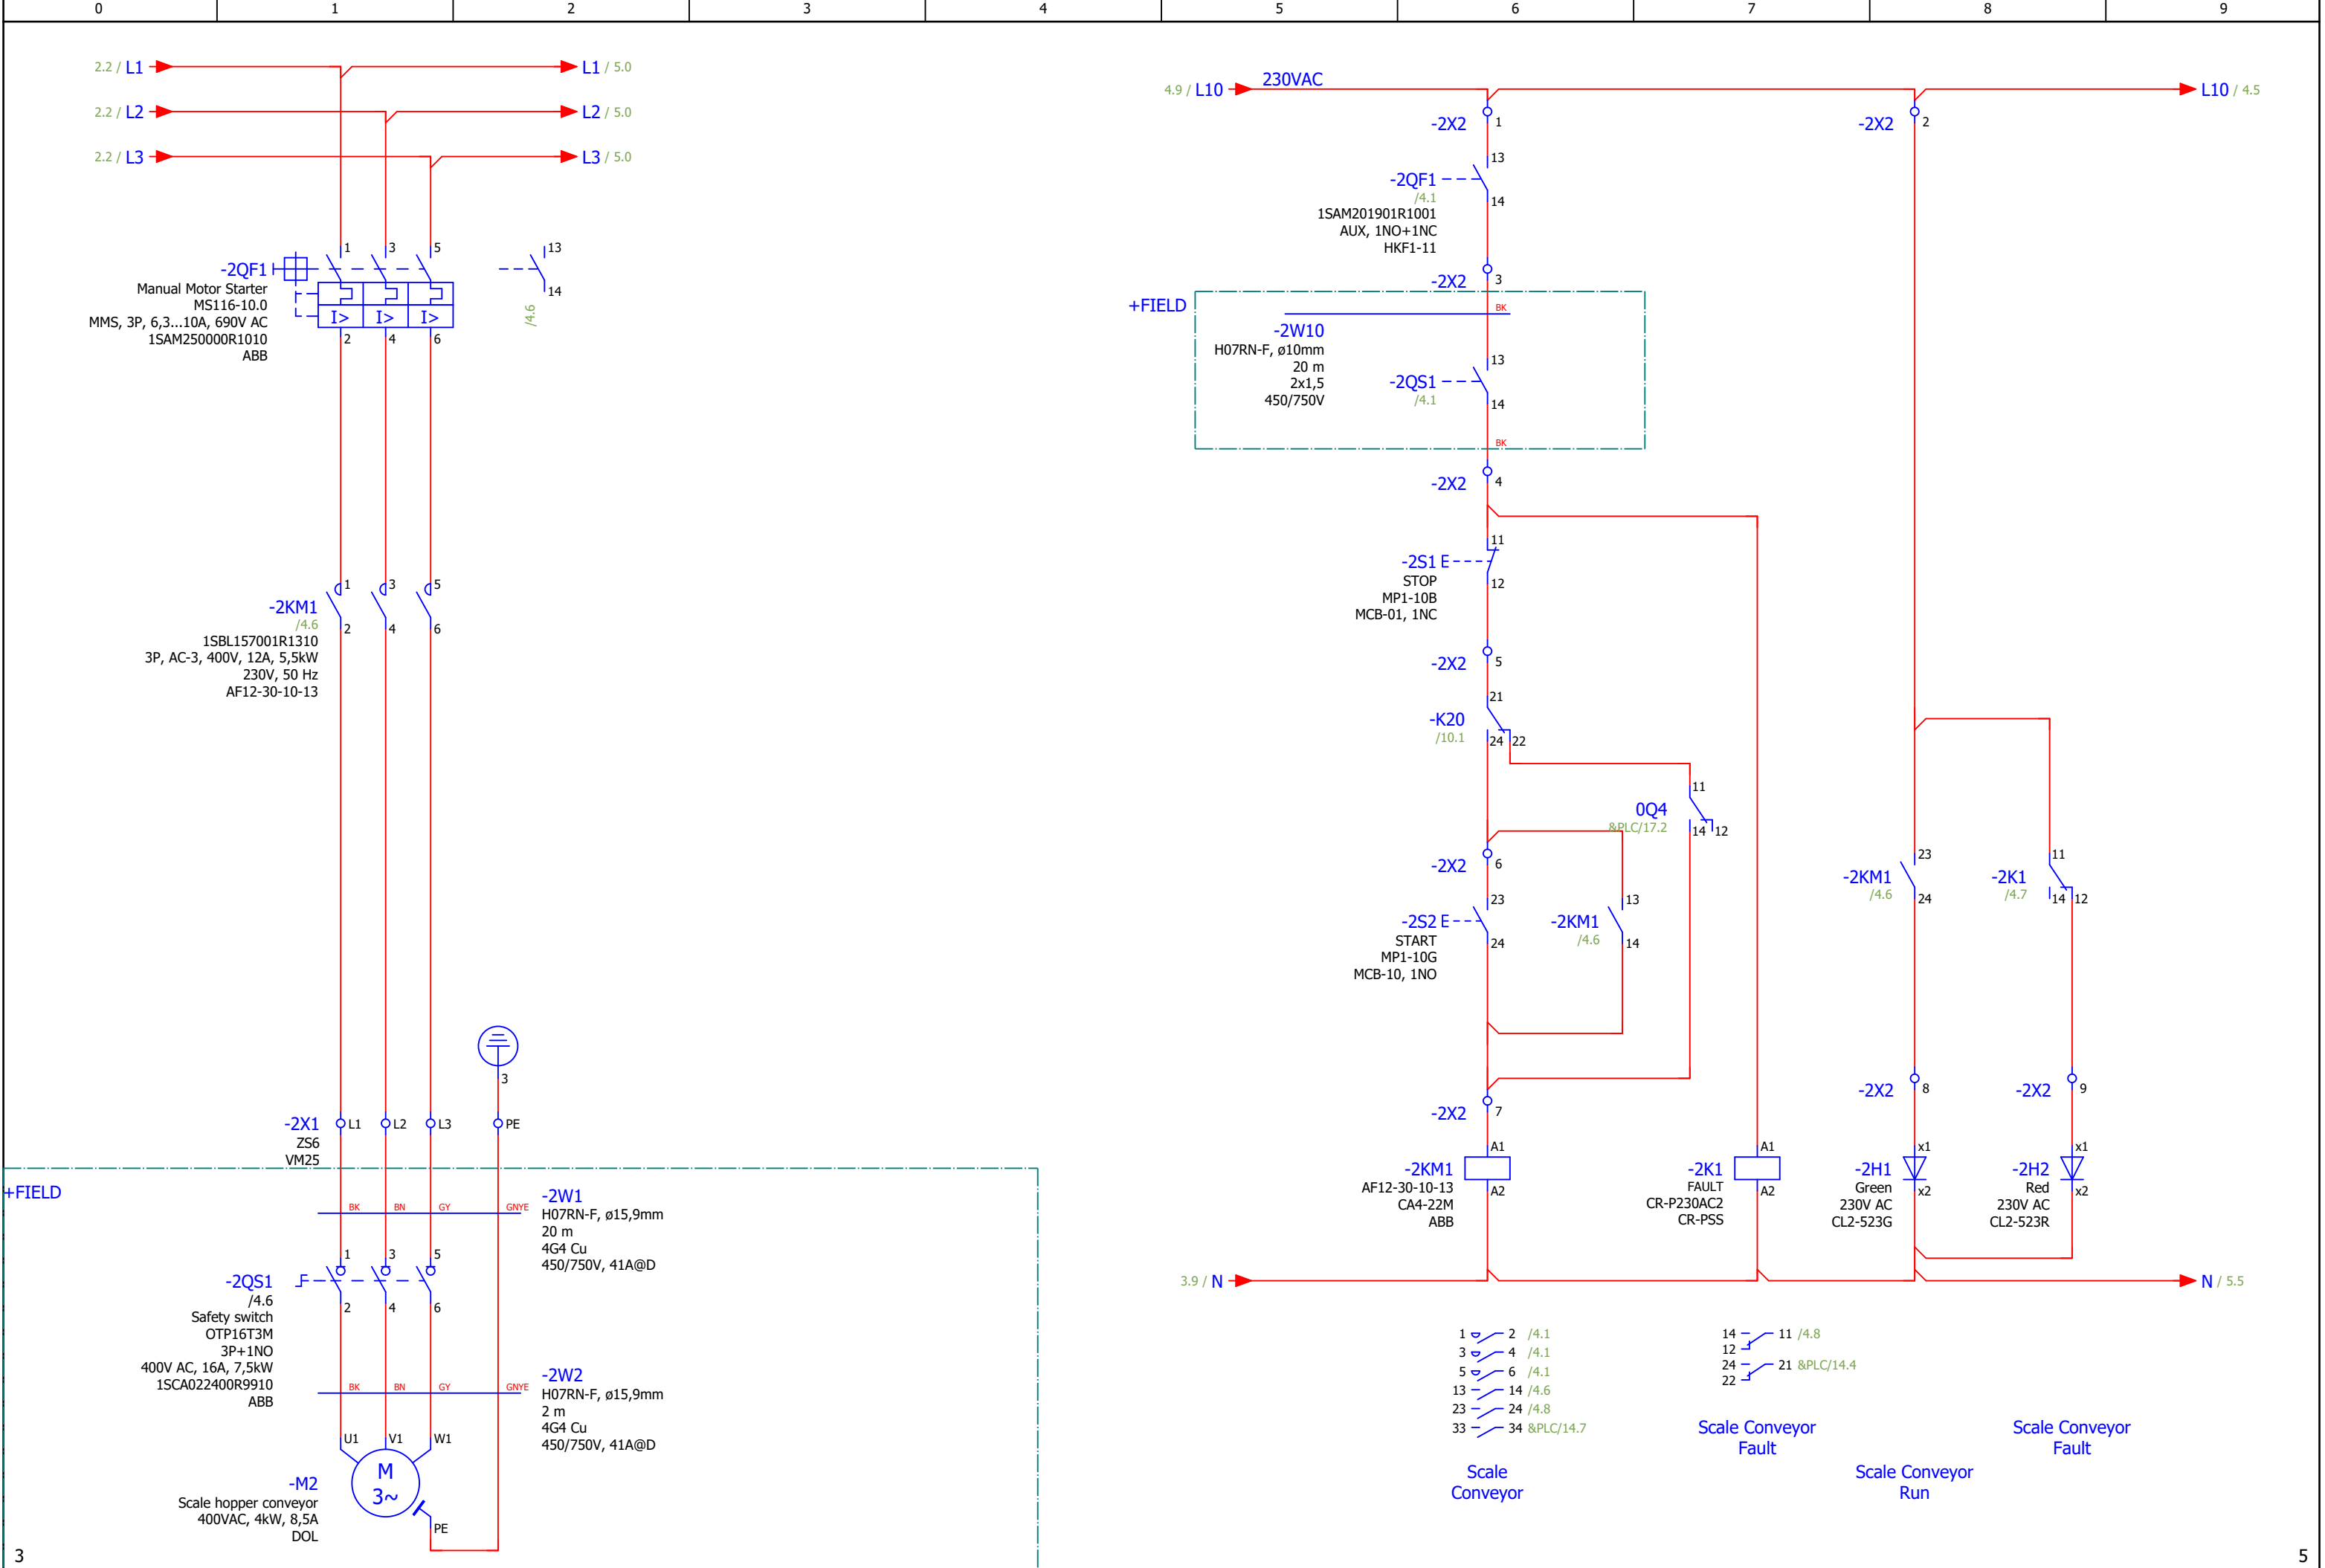 0 1 2 3 4 5 6 7 8 9
2.2 / L1
L1 / 5.0
2.2 / L2
L2 / 5.0
2.2 / L3
L3 / 5.0
1 3 5
-2QF1
Manual Motor Starter
MS116-10.0
MMS, 3P, 6,3...10A, 690V AC
1SAM250000R1010
ABB
I> I> I>
2 4 6
13
14
/4.6
1 3 5
-2KM1
/4.6
1SBL157001R1310
3P, AC-3, 400V, 12A, 5,5kW
230V, 50 Hz
AF12-30-10-13
2 4 6
3
-2X1 L1 L2 L3 PE
ZS6
VM25
+FIELD
BK BN GY GNYE
-2W1
H07RN-F, ø15,9mm
20 m
4G4 Cu
450/750V, 41A@D
1 3 5
-2QS1
/4.6
Safety switch
OTP16T3M
3P+1NO
400V AC, 16A, 7,5kW
1SCA022400R9910
ABB
2 4 6
BK BN GY GNYE
-2W2
H07RN-F, ø15,9mm
2 m
4G4 Cu
450/750V, 41A@D
U1 V1 W1
M
3~
-M2
Scale hopper conveyor
400VAC, 4kW, 8,5A
DOL
PE
3
4.9 / L10
230VAC
L10 / 4.5
-2X2 1
-2X2 2
13
-2QF1
/4.1
14
1SAM201901R1001
AUX, 1NO+1NC
HKF1-11
-2X2 3
+FIELD
BK
-2W10
H07RN-F, ø10mm
20 m
2x1,5
450/750V
13
-2QS1
/4.1
14
BK
-2X2 4
11
-2S1
12
STOP
MP1-10B
MCB-01, 1NC
-2X2 5
21
-K20
/10.1
24 22
11
0Q4
&PLC/17.2
14 12
-2X2 6
23
-2S2
24
START
MP1-10G
MCB-10, 1NO
13
-2KM1
/4.6
14
23
-2KM1
/4.6
24
11
-2K1
/4.7
14 12
-2X2 7
-2X2 8
-2X2 9
A1
-2KM1
A2
AF12-30-10-13
CA4-22M
ABB
A1
-2K1
A2
FAULT
CR-P230AC2
CR-PSS
x1
-2H1
x2
Green
230V AC
CL2-523G
x1
-2H2
x2
Red
230V AC
CL2-523R
3.9 / N
N / 5.5
1 2 /4.1
3 4 /4.1
5 6 /4.1
13 14 /4.6
23 24 /4.8
33 34 &PLC/14.7
14 11 /4.8
12
24 21 &PLC/14.4
22
Scale
Conveyor
Scale Conveyor
Fault
Scale Conveyor
Run
Scale Conveyor
Fault
5